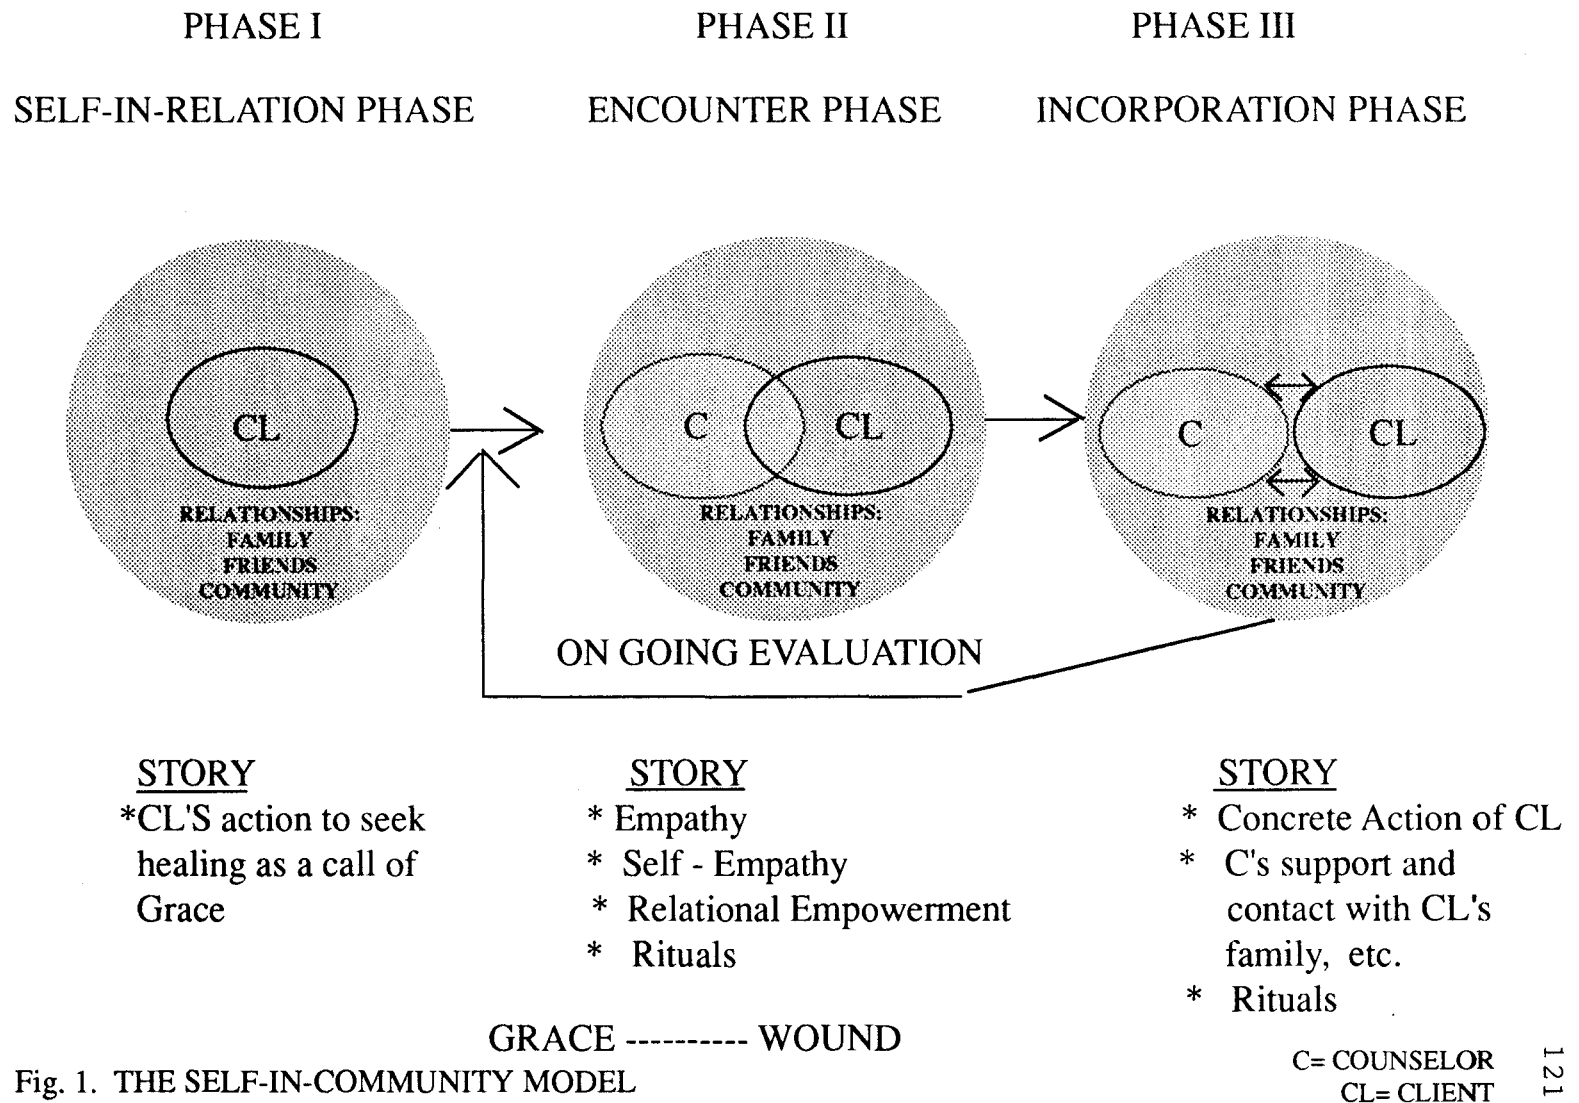 PHASE I
SELF-IN-RELATION PHASE
PHASE II
ENCOUNTER PHASE
PHASE III
INCORPORATION PHASE
CL
RELATIONSHIPS:
FAMILY
FRIENDS
COMMUNITY
C
CL
RELATIONSHIPS:
FAMILY
FRIENDS
COMMUNITY
C
CL
RELATIONSHIPS:
FAMILY
FRIENDS
COMMUNITY
ON GOING EVALUATION
STORY
*CL'S action to seek
healing as a call of
Grace
STORY
* Empathy
* Self - Empathy
* Relational Empowerment
* Rituals
STORY
* Concrete Action of CL
* C's support and
contact with CL's
family, etc.
* Rituals
GRACE ---------- WOUND
Fig. 1. THE SELF-IN-COMMUNITY MODEL
C= COUNSELOR
CL= CLIENT
121